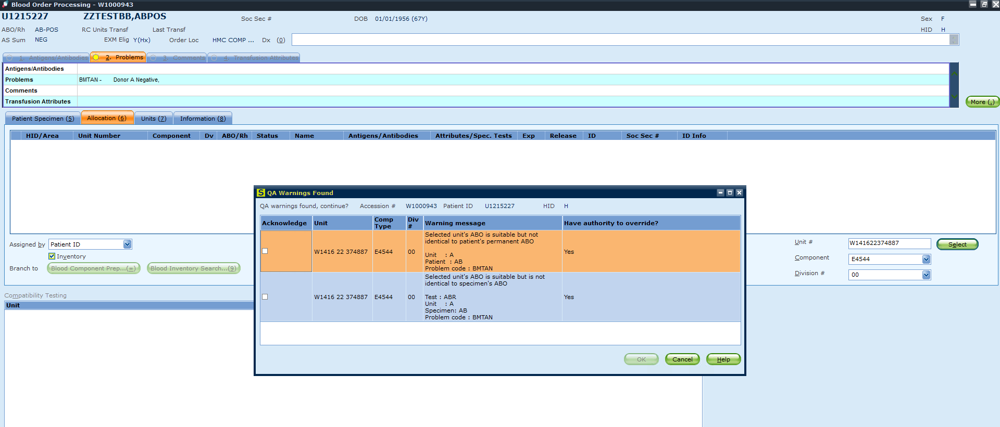 Blood Order Processing - W1000943
U1215227 ZZTESTBB,ABPOS Soc Sec # DOB 01/01/1956 (67Y) Sex F
ABO/Rh AB-POS RC Units Transf Last Transf HID H
AS Sum NEG EXM Elig Y(Hx) Order Loc HMC COMP ... Dx (0)
1. Antigens/Antibodies 2. Problems 3. Comments 4. Transfusion Attributes
Antigens/Antibodies
Problems BMTAN - Donor A Negative,
Comments
Transfusion Attributes
More (.)
Patient Specimen (5) Allocation (6) Units (7) Information (8)
HID/Area Unit Number Component Dv ABO/Rh Status Name Antigens/Antibodies Attributes/Spec. Tests Exp Release ID Soc Sec # ID Info
Assigned by Patient ID
Inventory
Branch to Blood Component Prep...(=) Blood Inventory Search...(9)
Unit # W141622374887 Select
Component E4544
Division # 00
Compatibility Testing
Unit
S QA Warnings Found
QA warnings found, continue? Accession # W1000943 Patient ID U1215227 HID H
Acknowledge Unit Comp Type Div # Warning message Have authority to override?
Selected unit's ABO is suitable but not
identical to patient's permanent ABO
W1416 22 374887 E4544 00 Yes
Unit : A
Patient : AB
Problem code : BMTAN
Selected unit's ABO is suitable but is not
identical to specimen's ABO
W1416 22 374887 E4544 00 Yes
Test : ABR
Unit : A
Specimen: AB
Problem code : BMTAN
OK Cancel Help